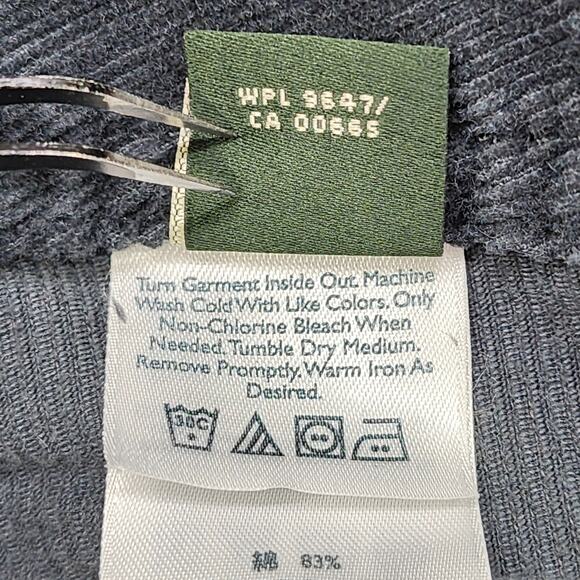 WPL 9647/
CA 00665
Turn Garment Inside Out. Machine
Wash Cold With Like Colors. Only
Non-Chlorine Bleach When
Needed. Tumble Dry Medium.
Remove Promptly. Warm Iron As
Desired.
30C
綿 83%